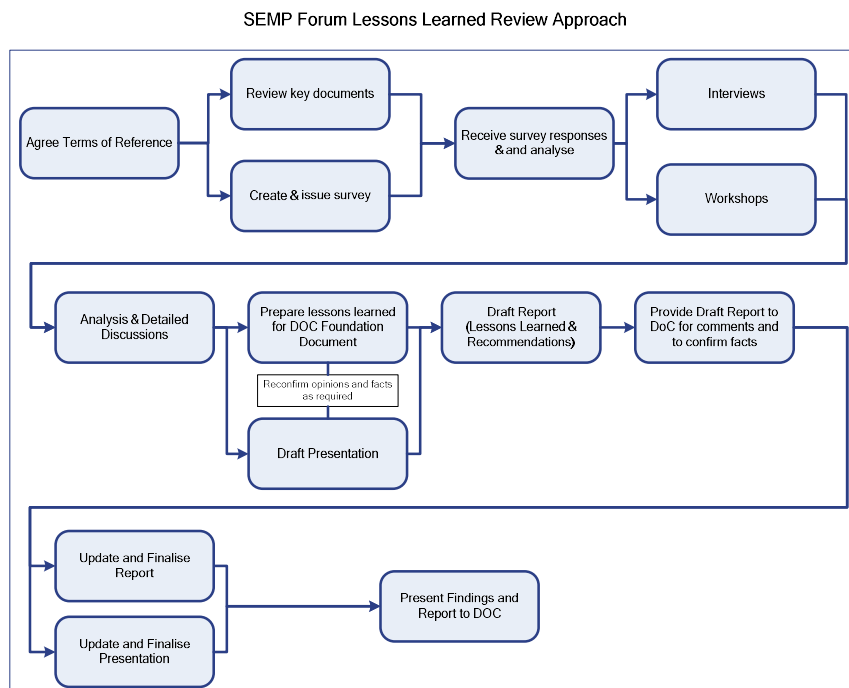 SEMP Forum Lessons Learned Review Approach
Agree Terms of Reference
Review key documents
Create & issue survey
Receive survey responses
& and analyse
Interviews
Workshops
Analysis & Detailed
Discussions
Prepare lessons learned
for DOC Foundation
Document
Reconfirm opinions and facts
as required
Draft Presentation
Draft Report
(Lessons Learned &
Recommendations)
Provide Draft Report to
DoC for comments and
to confirm facts
Update and Finalise
Report
Update and Finalise
Presentation
Present Findings and
Report to DOC